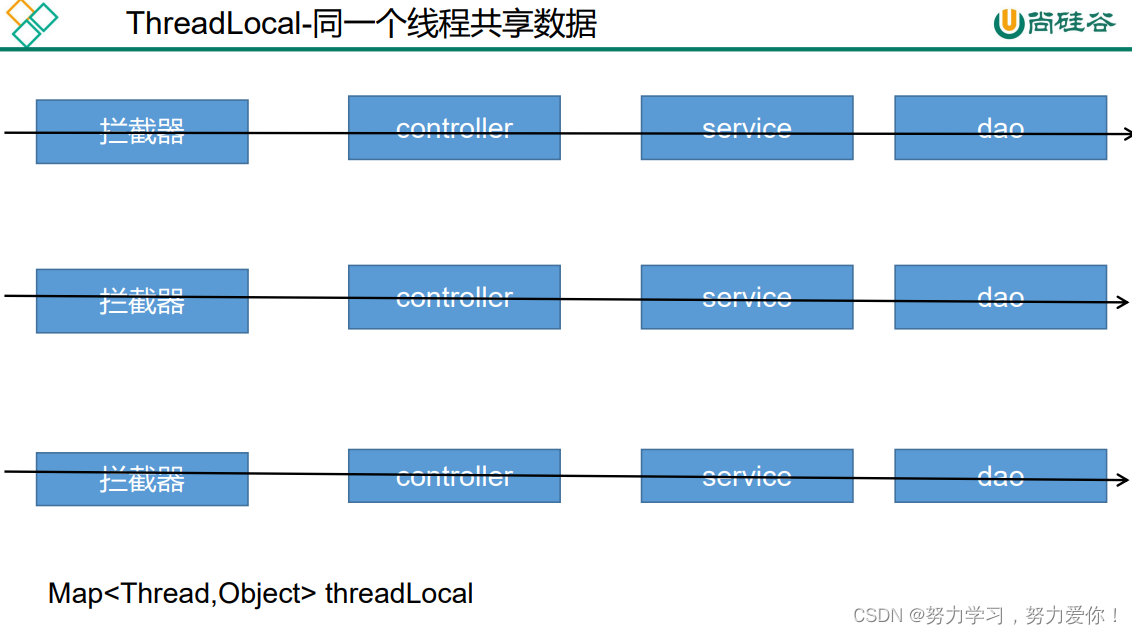 ThreadLocal-同一个线程共享数据
尚硅谷
拦截器 controller service dao
拦截器 controller service dao
拦截器 controller service dao
Map<Thread,Object> threadLocal
CSDN @努力学习，努力爱你！